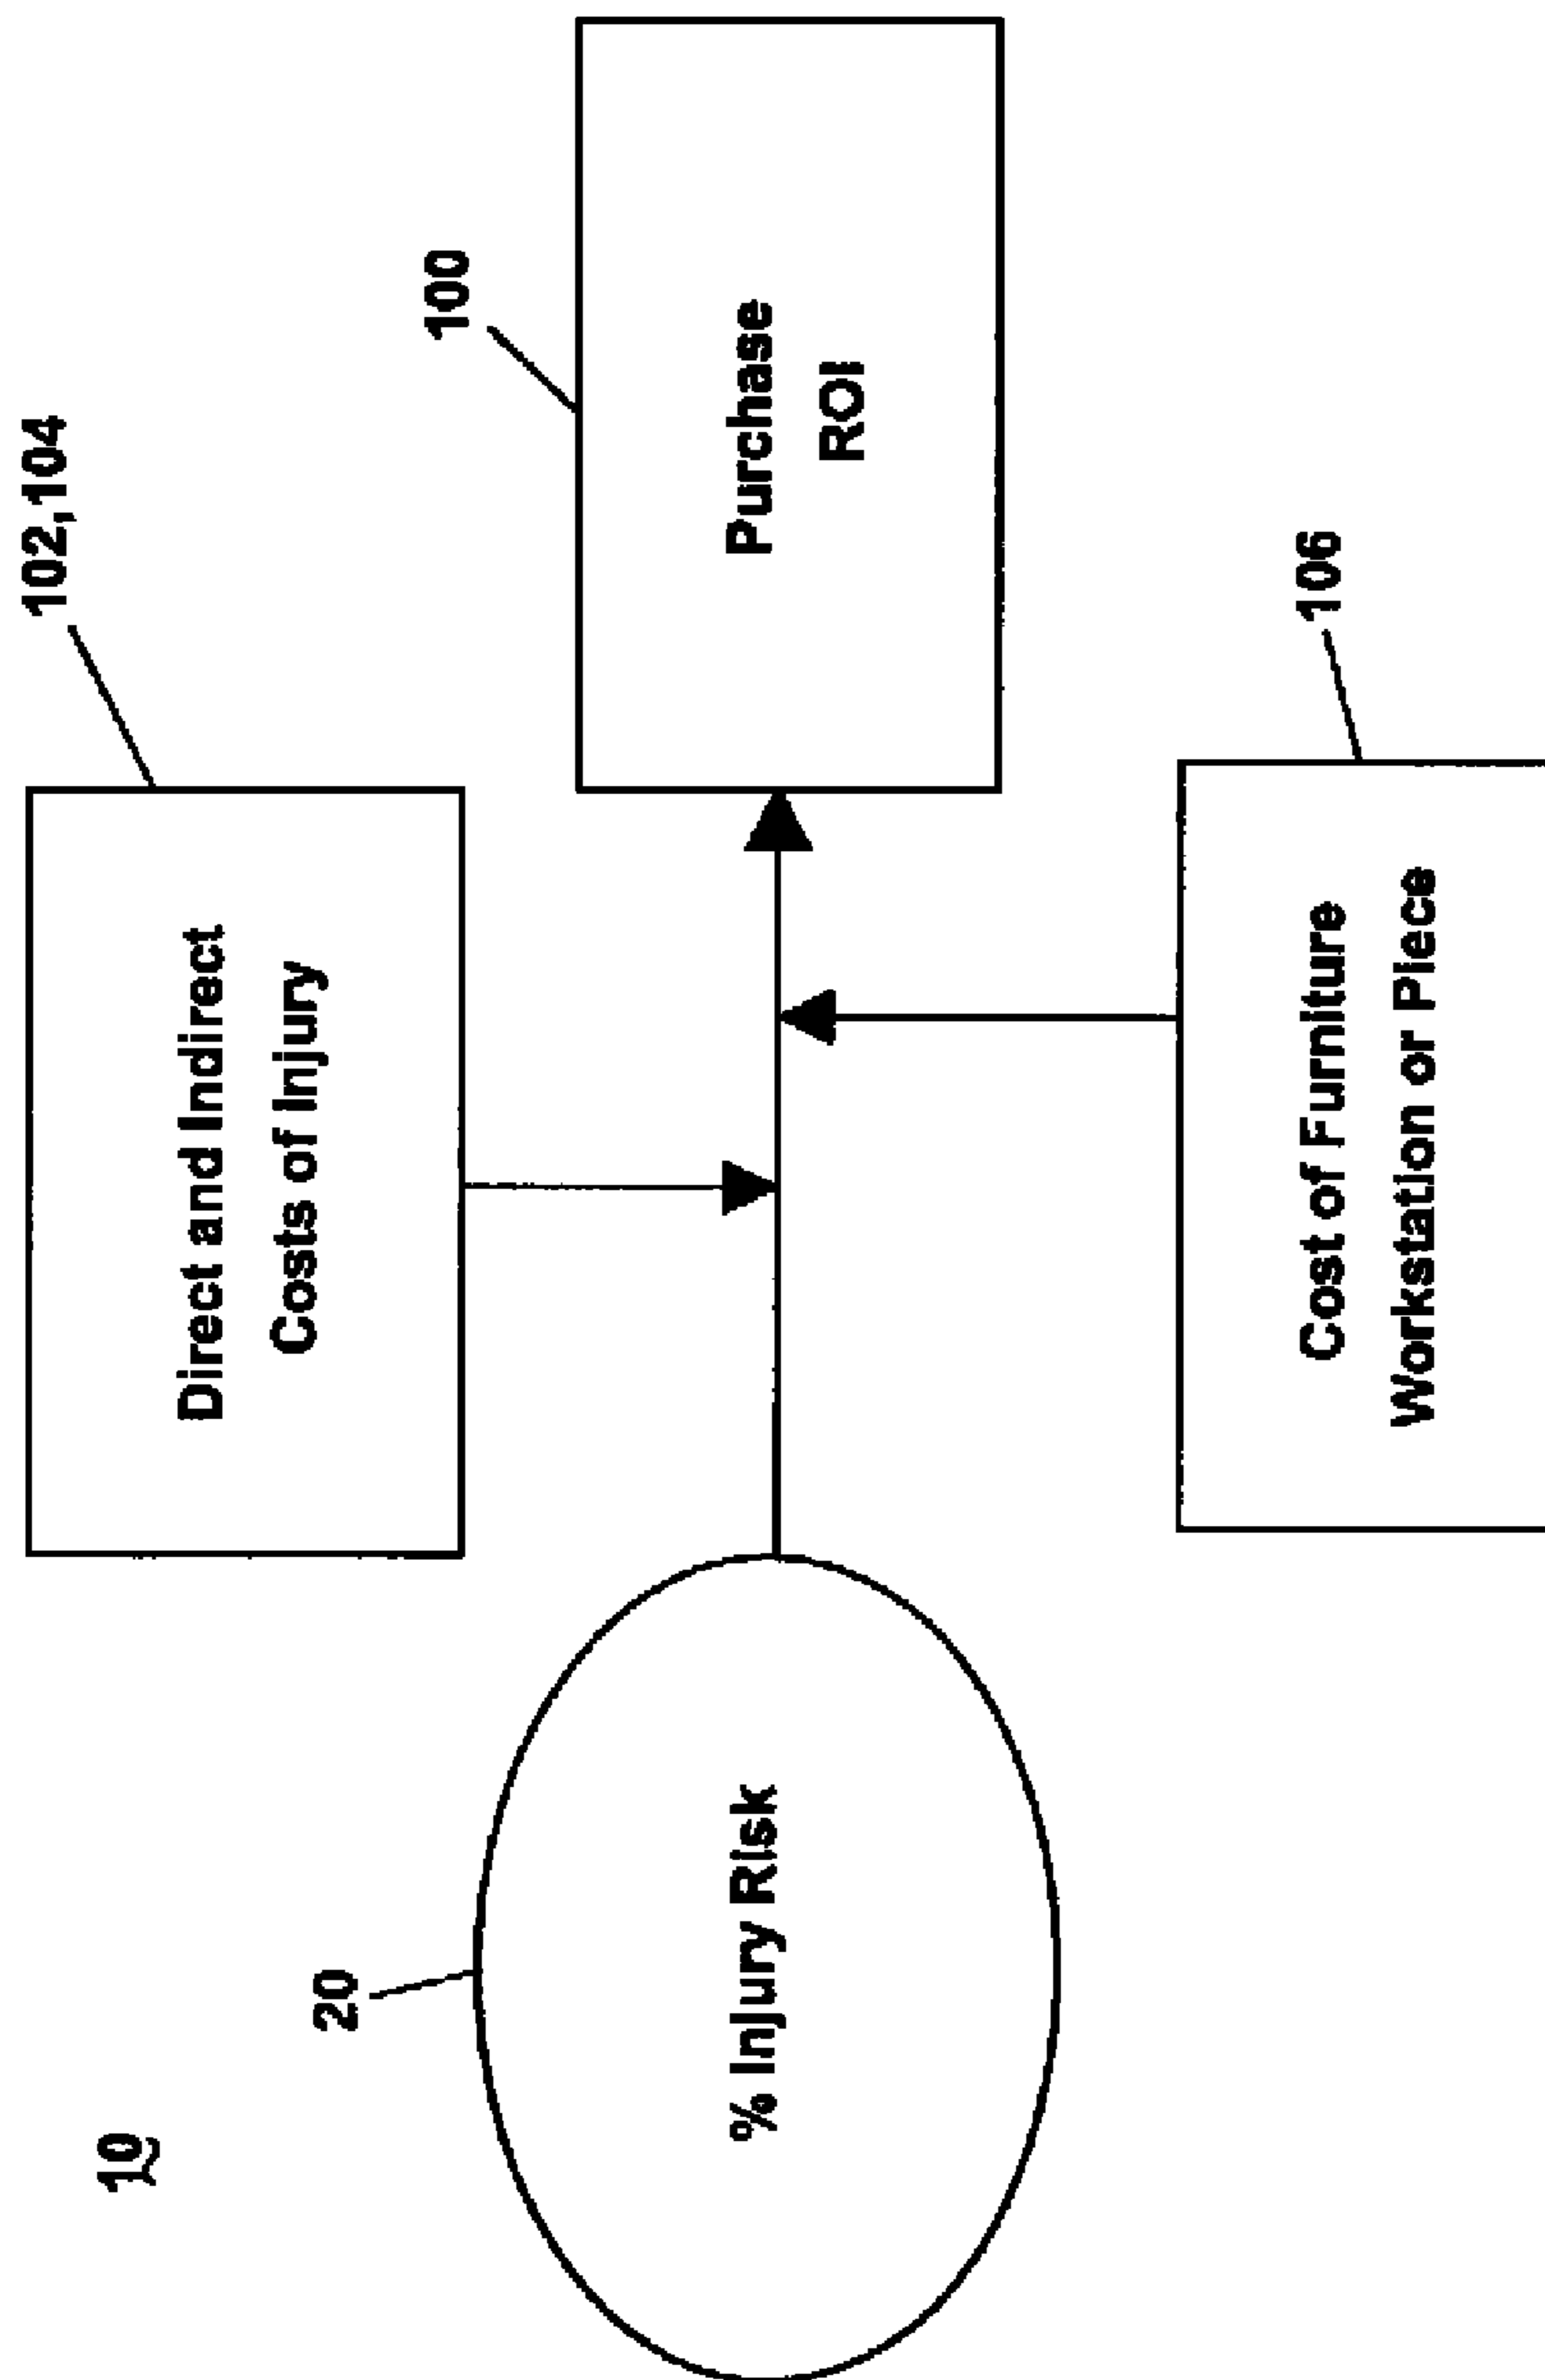 10
20
% Injury Risk
102,104
Direct and Indirect
Costs of Injury
100
Purchase
ROI
106
Cost of Furniture
Workstation or Piece